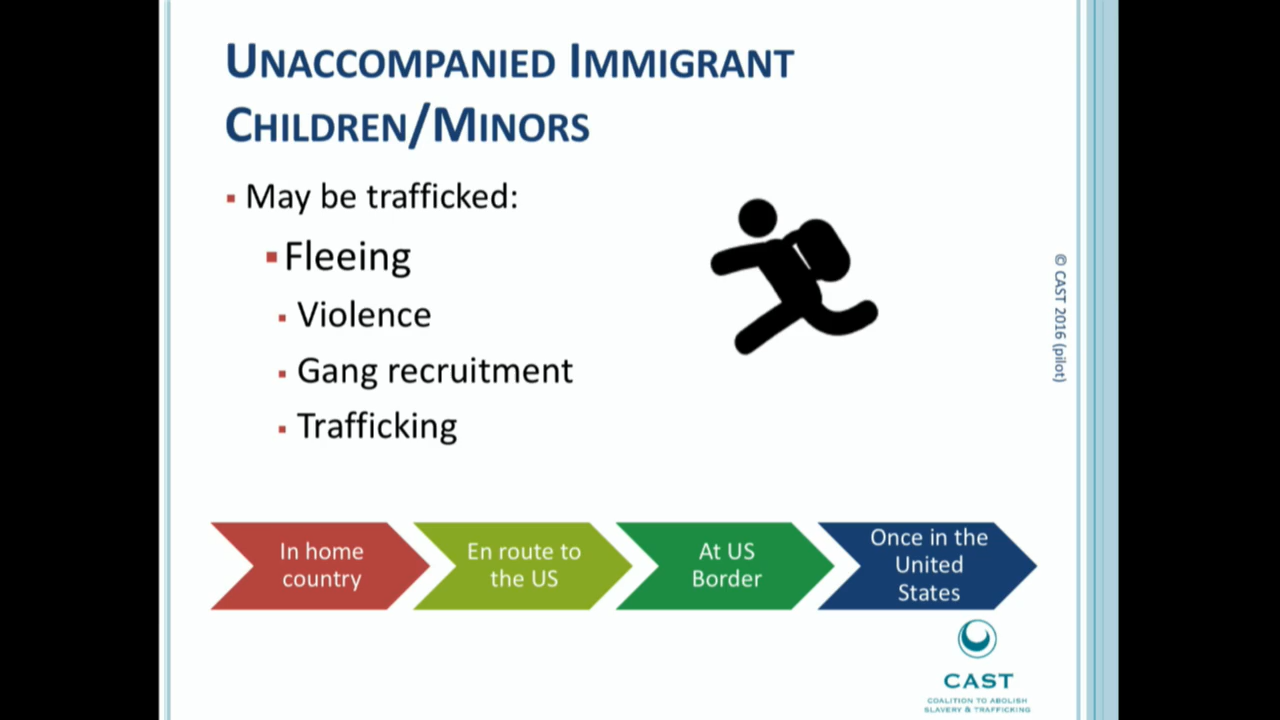 UNACCOMPANIED IMMIGRANT
CHILDREN/MINORS
May be trafficked:
Fleeing
Violence
Gang recruitment
Trafficking
© CAST 2016 (pilot)
In home
country
En route to
the US
At US
Border
Once in the
United
States
CAST
COALITION TO ABOLISH
SLAVERY & TRAFFICKING